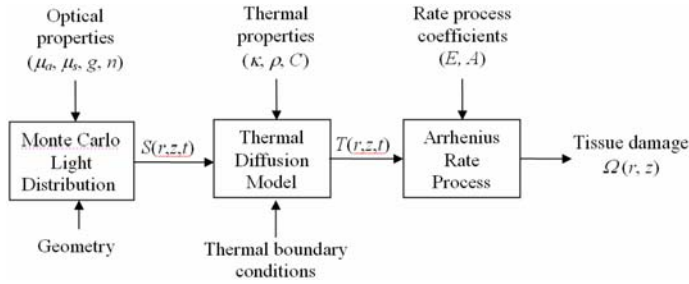 Optical
properties
(μa, μs, g, n)
Thermal
properties
(κ, ρ, C)
Rate process
coefficients
(E, A)
Monte Carlo
Light
Distribution
S(r,z,t)
Thermal
Diffusion
Model
T(r,z,t)
Arrhenius
Rate
Process
Tissue damage
Ω(r, z)
Geometry
Thermal boundary
conditions